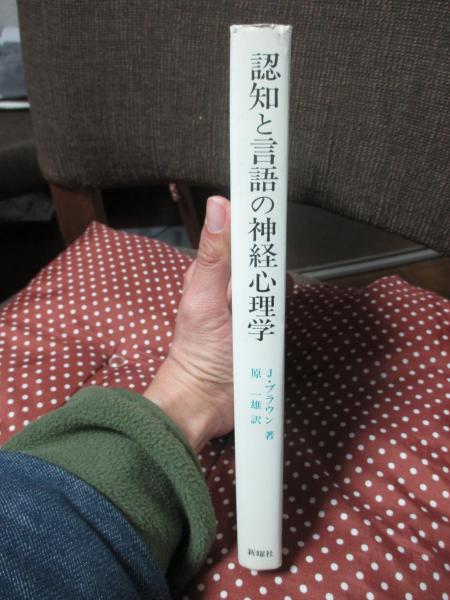 認知と言語の神経心理学
J・ブラウン 著
原 一雄 訳
新曜社